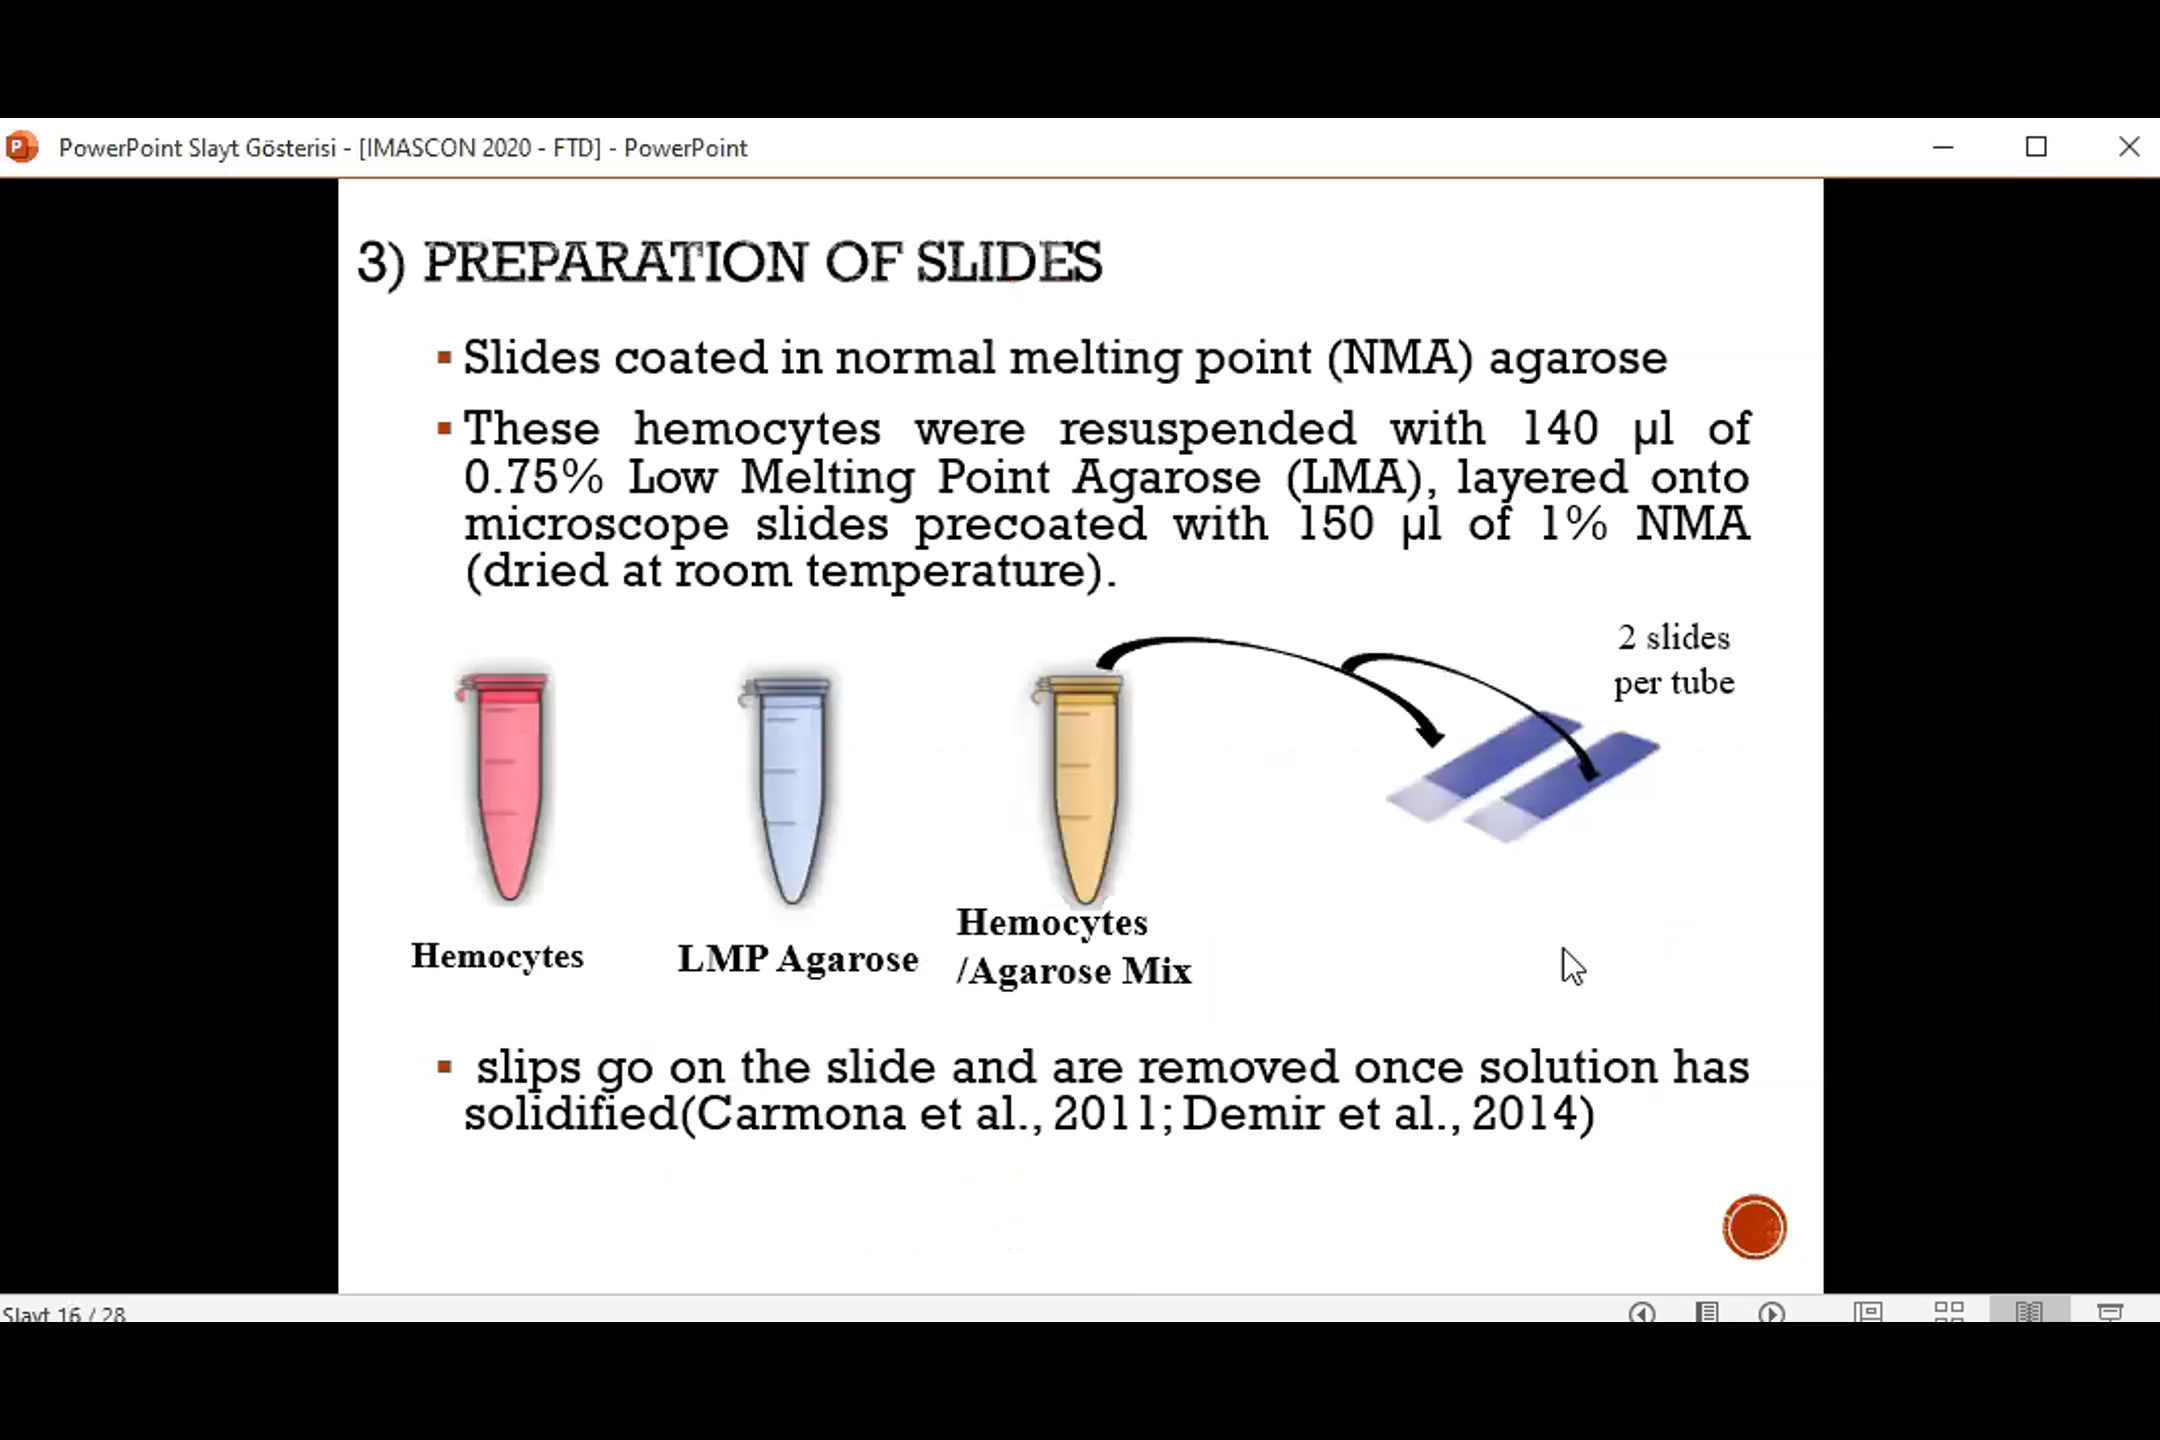 PowerPoint Slayt Gösterisi - [IMASCON 2020 - FTD] - PowerPoint
3) PREPARATION OF SLIDES
Slides coated in normal melting point (NMA) agarose
These hemocytes were resuspended with 140 µl of
0.75% Low Melting Point Agarose (LMA), layered onto
microscope slides precoated with 150 µl of 1% NMA
(dried at room temperature).
2 slides
per tube
Hemocytes
LMP Agarose
Hemocytes
/Agarose Mix
slips go on the slide and are removed once solution has
solidified(Carmona et al., 2011; Demir et al., 2014)
Slayt 16 / 28